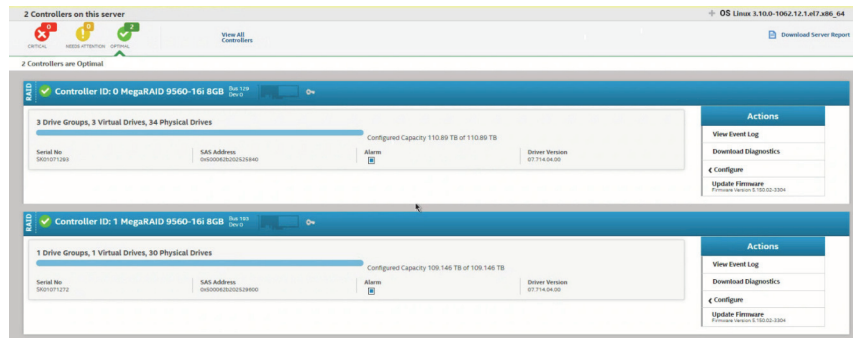 2 Controllers on this server
OS Linux 3.10.0-1062.12.1.el7.x86_64
0
0
2
CRITICAL
NEEDS ATTENTION
OPTIMAL
View All
Controllers
Download Server Report
2 Controllers are Optimal
RAID
Controller ID: 0 MegaRAID 9560-16i 8GB
Bus 129
Dev 0
3 Drive Groups, 3 Virtual Drives, 34 Physical Drives
Configured Capacity 110.89 TB of 110.89 TB
Serial No
SK01071293
SAS Address
0x500062b202525840
Alarm
Driver Version
07.714.04.00
Actions
View Event Log
Download Diagnostics
Configure
Update Firmware
Firmware Version 5.150.02-3304
RAID
Controller ID: 1 MegaRAID 9560-16i 8GB
Bus 193
Dev 0
1 Drive Groups, 1 Virtual Drives, 30 Physical Drives
Configured Capacity 109.146 TB of 109.146 TB
Serial No
SK01071272
SAS Address
Alarm
Driver Version
07.714.04.00
Actions
View Event Log
Download Diagnostics
Configure
Update Firmware
Firmware Version 5.150.02-3304